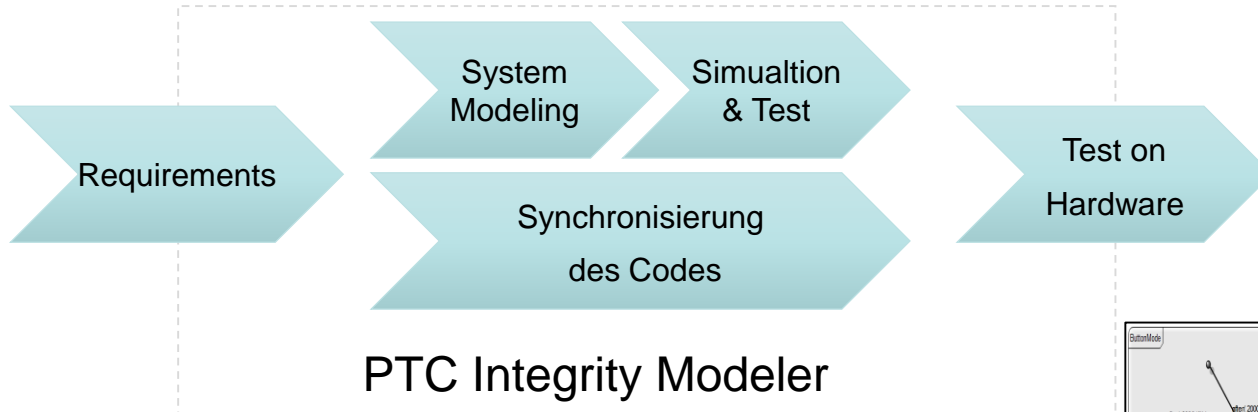 System
Modeling
Simualtion
& Test
Requirements
Test on
Hardware
Synchronisierung
des Codes
PTC Integrity Modeler
ButtonMode